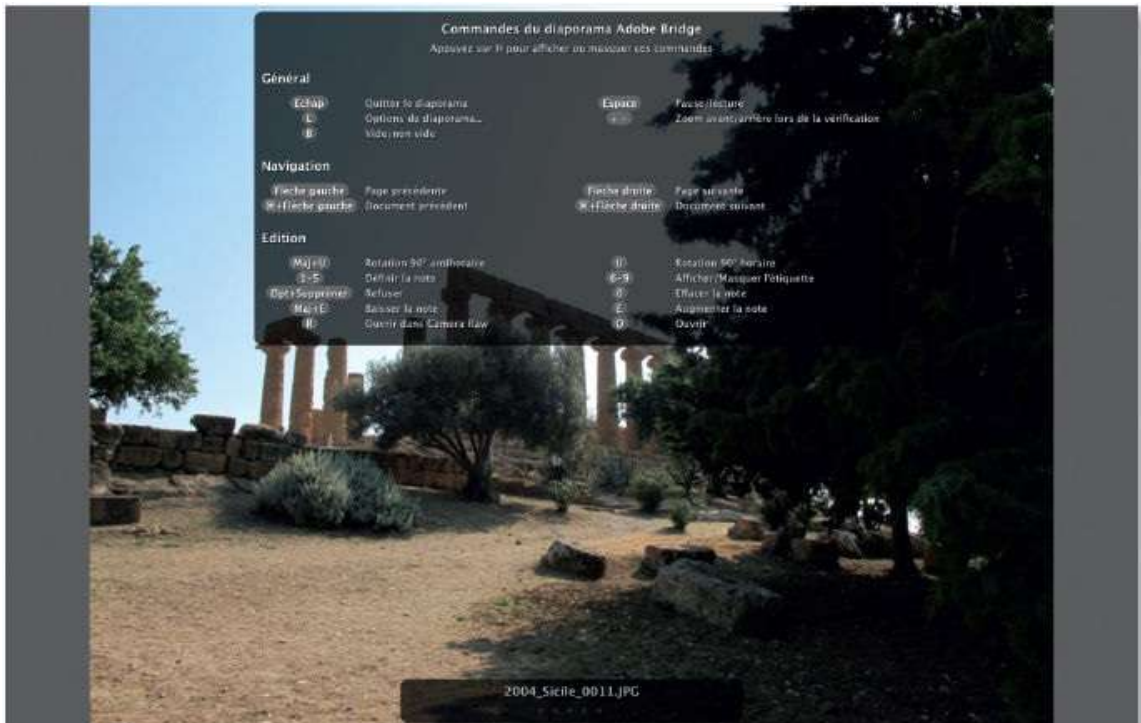 Commandes du diaporama Adobe Bridge
Appuyez sur H pour afficher ou masquer ces commandes
Général
Echap Quitter le diaporama Espace Pause/lecture
L Options de diaporama... Zoom avant/arrière lors de la vérification
B Vide/non vide
Navigation
Flèche gauche Page précédente Flèche droite Page suivante
⌘+Flèche gauche Document précédent ⌘+Flèche droite Document suivant
Edition
Maj+U Rotation 90° antihoraire U Rotation 90° horaire
1-5 Définir la note 6-9 Afficher/Masquer l'étiquette
Opt+Supprimer Refuser 0 Effacer la note
Maj+E Baisser la note E Augmenter la note
R Ouvrir dans Camera Raw O Ouvrir
2004_Sicile_0011.JPG